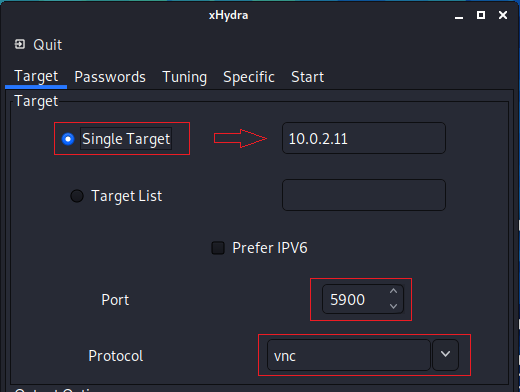 xHydra
Quit
Target Passwords Tuning Specific Start
Target
Single Target 10.0.2.11
Target List
Prefer IPV6
Port 5900
Protocol vnc